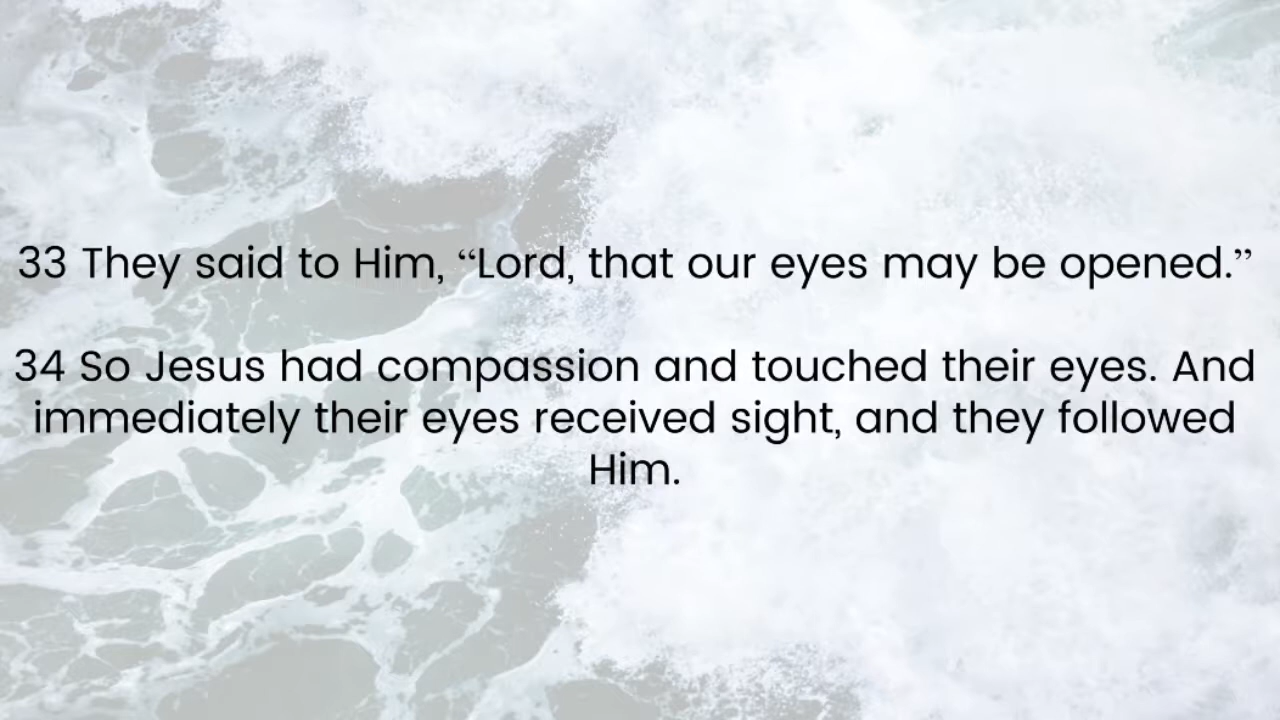 33 They said to Him, “Lord, that our eyes may be opened.”
34 So Jesus had compassion and touched their eyes. And
immediately their eyes received sight, and they followed
Him.